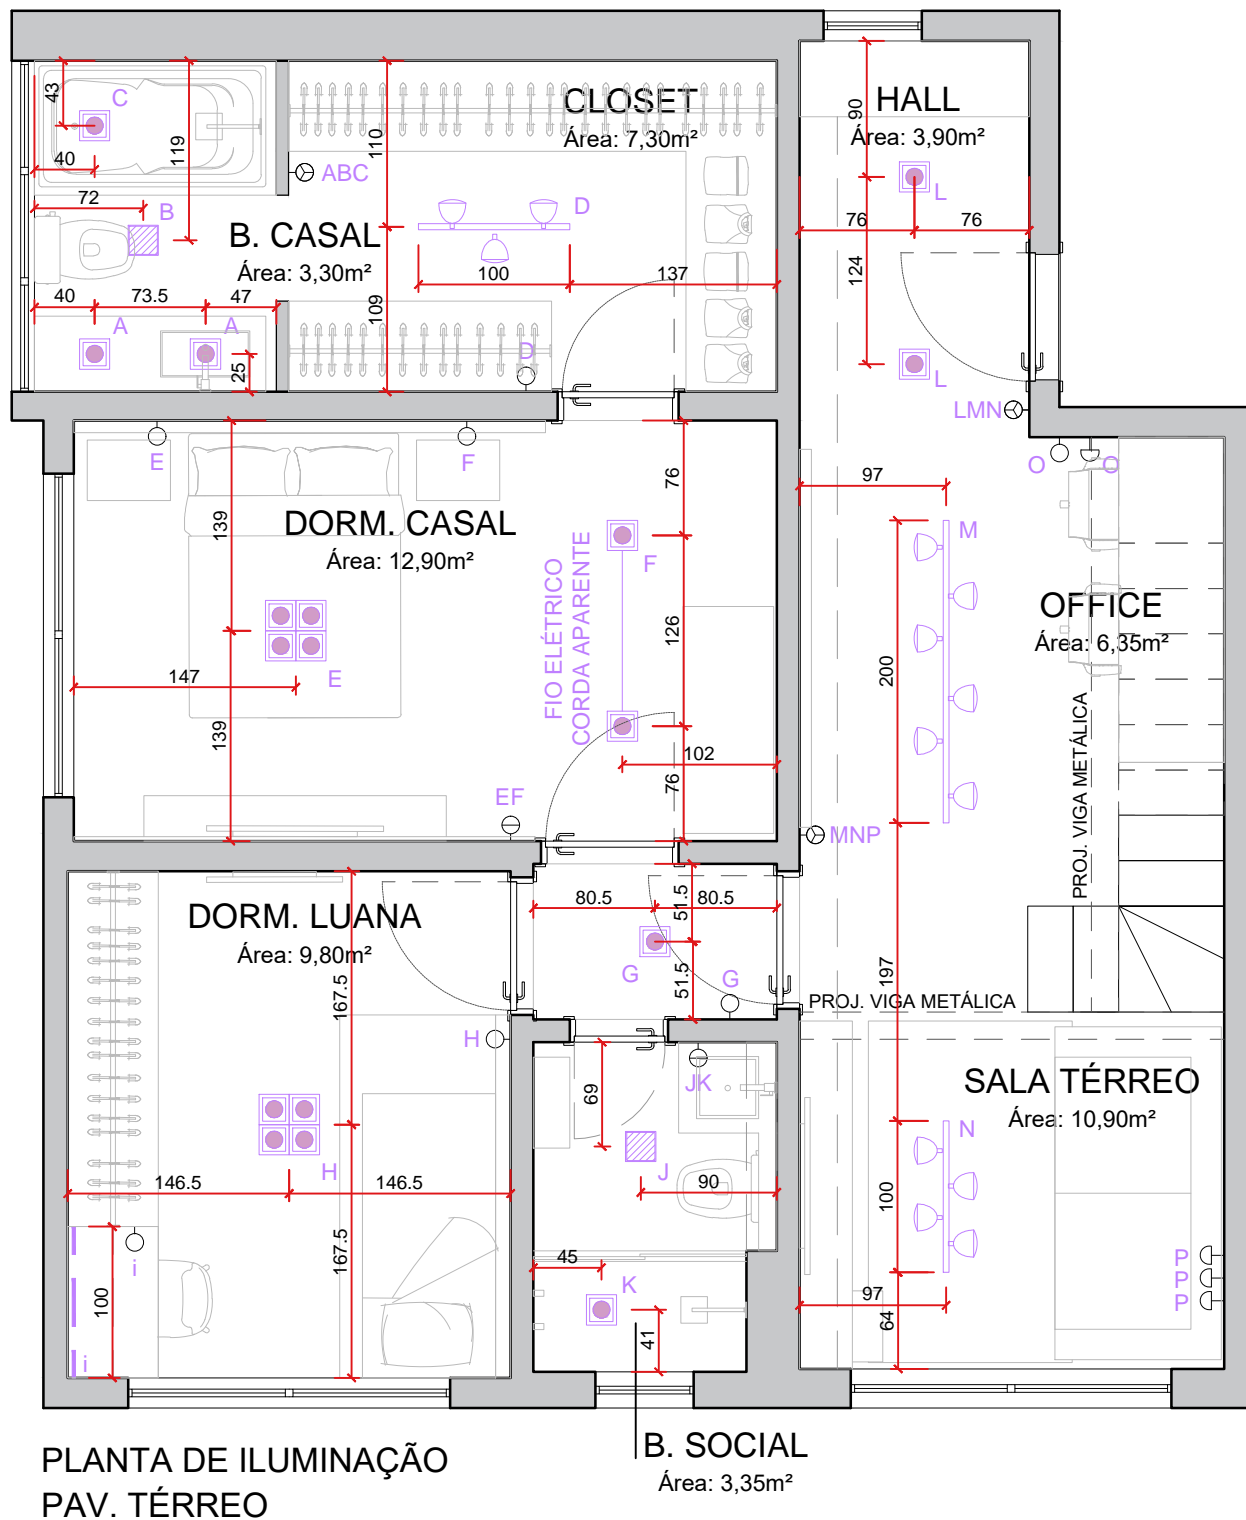 CLOSET
Área: 7,30m²
HALL
Área: 3,90m²
43
C
119
110
90
40
ABC
72
B
D
L
76
76
B. CASAL
Área: 3,30m²
100
137
124
40
73.5
47
109
A
A
D
25
L
LMN
E
F
O
O
76
97
139
DORM. CASAL
Área: 12,90m²
M
F
FIO ELÉTRICO
CORDA APARENTE
126
OFFICE
Área: 6,35m²
E
147
200
139
PROJ. VIGA METÁLICA
102
76
EF
MNP
80.5
51.5
80.5
DORM. LUANA
Área: 9,80m²
167.5
G
G
51.5
197
PROJ. VIGA METÁLICA
H
JK
69
SALA TÉRREO
Área: 10,90m²
N
H
J
146.5
146.5
90
100
167.5
i
45
P
P
P
K
97
100
41
64
i
B. SOCIAL
Área: 3,35m²
PLANTA DE ILUMINAÇÃO
PAV. TÉRREO